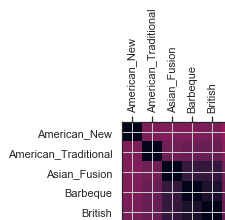 American_New
American_Traditional
Asian_Fusion
Barbeque
British
American_New
American_Traditional
Asian_Fusion
Barbeque
British